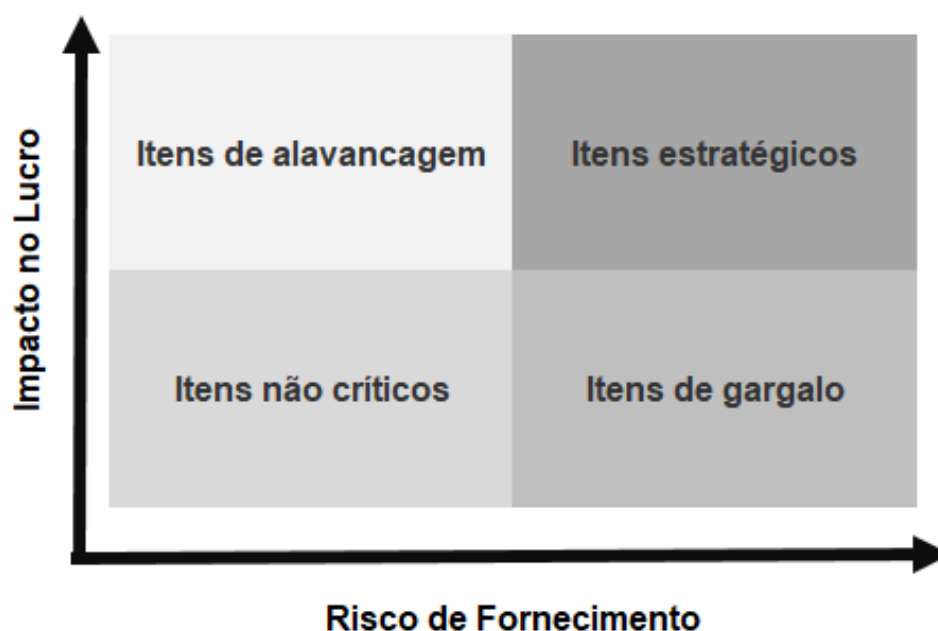 Impacto no Lucro
Itens de alavancagem
Itens estratégicos
Itens não críticos
Itens de gargalo
Risco de Fornecimento